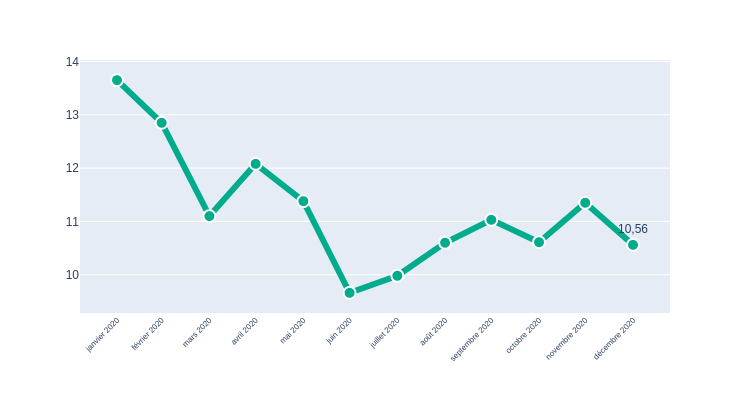 14
13
12
11
10
10,56
janvier 2020
février 2020
mars 2020
avril 2020
mai 2020
juin 2020
juillet 2020
août 2020
septembre 2020
octobre 2020
novembre 2020
décembre 2020